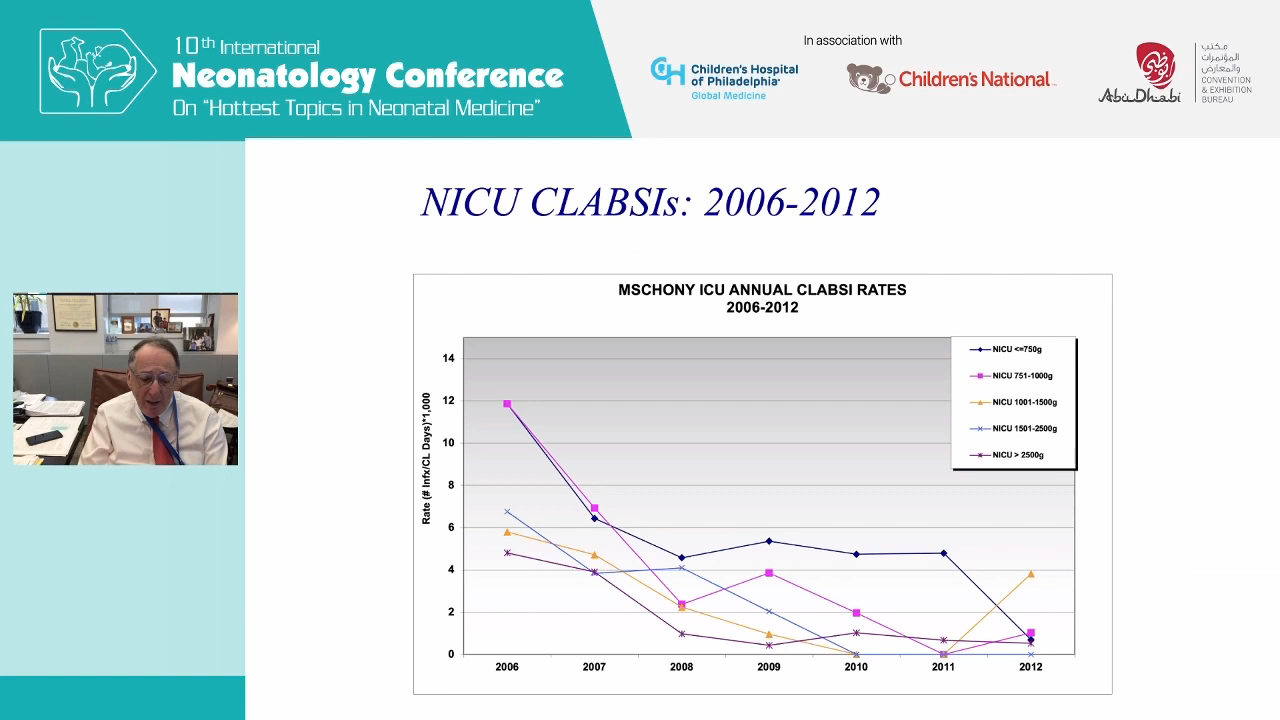 10th International
Neonatology Conference
On "Hottest Topics in Neonatal Medicine"
In association with
Children's Hospital
of Philadelphia
Global Medicine
Children's National
Abu Dhabi
أبوظبي
مكتب
المؤتمرات
والمعارض
CONVENTION
& EXHIBITION
BUREAU
NICU CLABSIs: 2006-2012
MSCHONY ICU ANNUAL CLABSI RATES
2006-2012
Rate (# Infx/CL Days)*1,000
14
12
10
8
6
4
2
0
2006 2007 2008 2009 2010 2011 2012
NICU <=750g
NICU 751-1000g
NICU 1001-1500g
NICU 1501-2500g
NICU > 2500g